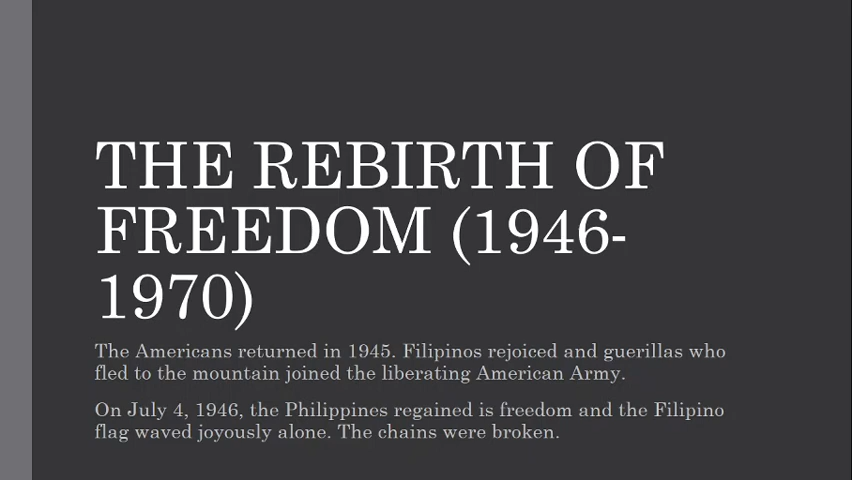 THE REBIRTH OF
FREEDOM (1946-
1970)
The Americans returned in 1945. Filipinos rejoiced and guerillas who
fled to the mountain joined the liberating American Army.
On July 4, 1946, the Philippines regained is freedom and the Filipino
flag waved joyously alone. The chains were broken.